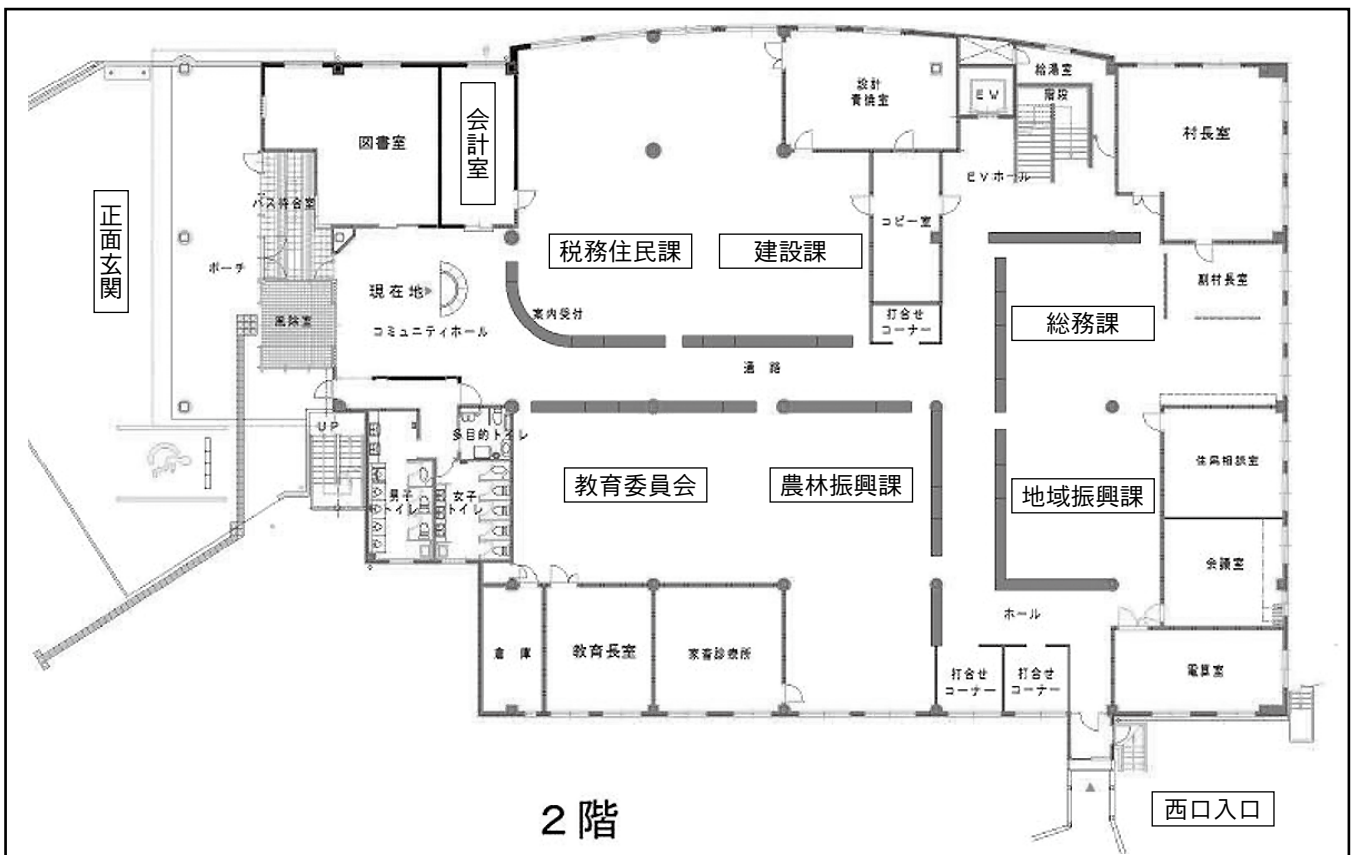 給湯室
設計
青焼室
EW
階段
村長室
会計室
図書室
EVホール
コピー室
バス待合室
正面玄関
税務住民課
建設課
ポーチ
副村長室
現在地
案内受付
打合せ
コーナー
総務課
風除室
コミュニティホール
通路
UP
多目的トイレ
教育委員会
農林振興課
地域振興課
住民相談室
男子
トイレ
女子
トイレ
会議室
ホール
倉庫
教育長室
家畜診療所
打合せ
コーナー
打合せ
コーナー
電算室
2階
西口入口